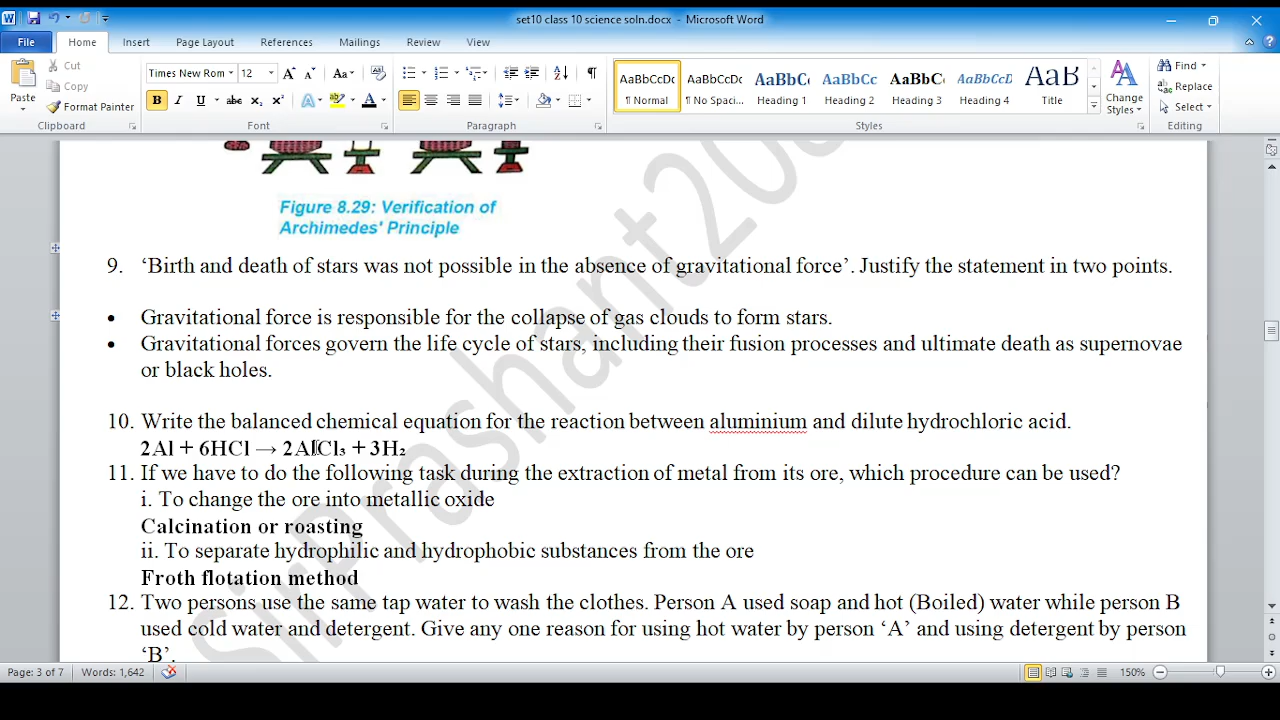 set10 class 10 science soln.docx - Microsoft Word
File Home Insert Page Layout References Mailings Review View
Paste
Cut
Copy
Format Painter
Clipboard
Times New Rom 12
Font
Paragraph
AaBbCcDc AaBbCcDc AaBbC AaBbCc AaBbC AaBbCcD AaB
¶ Normal ¶ No Spaci... Heading 1 Heading 2 Heading 3 Heading 4 Title
Change Styles
Styles
Find
Replace
Select
Editing
Figure 8.29: Verification of
Archimedes' Principle
9. ‘Birth and death of stars was not possible in the absence of gravitational force’. Justify the statement in two points.
• Gravitational force is responsible for the collapse of gas clouds to form stars.
• Gravitational forces govern the life cycle of stars, including their fusion processes and ultimate death as supernovae
or black holes.
10. Write the balanced chemical equation for the reaction between aluminium and dilute hydrochloric acid.
2Al + 6HCl → 2AlCl₃ + 3H₂
11. If we have to do the following task during the extraction of metal from its ore, which procedure can be used?
i. To change the ore into metallic oxide
Calcination or roasting
ii. To separate hydrophilic and hydrophobic substances from the ore
Froth flotation method
12. Two persons use the same tap water to wash the clothes. Person A used soap and hot (Boiled) water while person B
used cold water and detergent. Give any one reason for using hot water by person ‘A’ and using detergent by person
‘B’.
Page: 3 of 7 Words: 1,642 150%